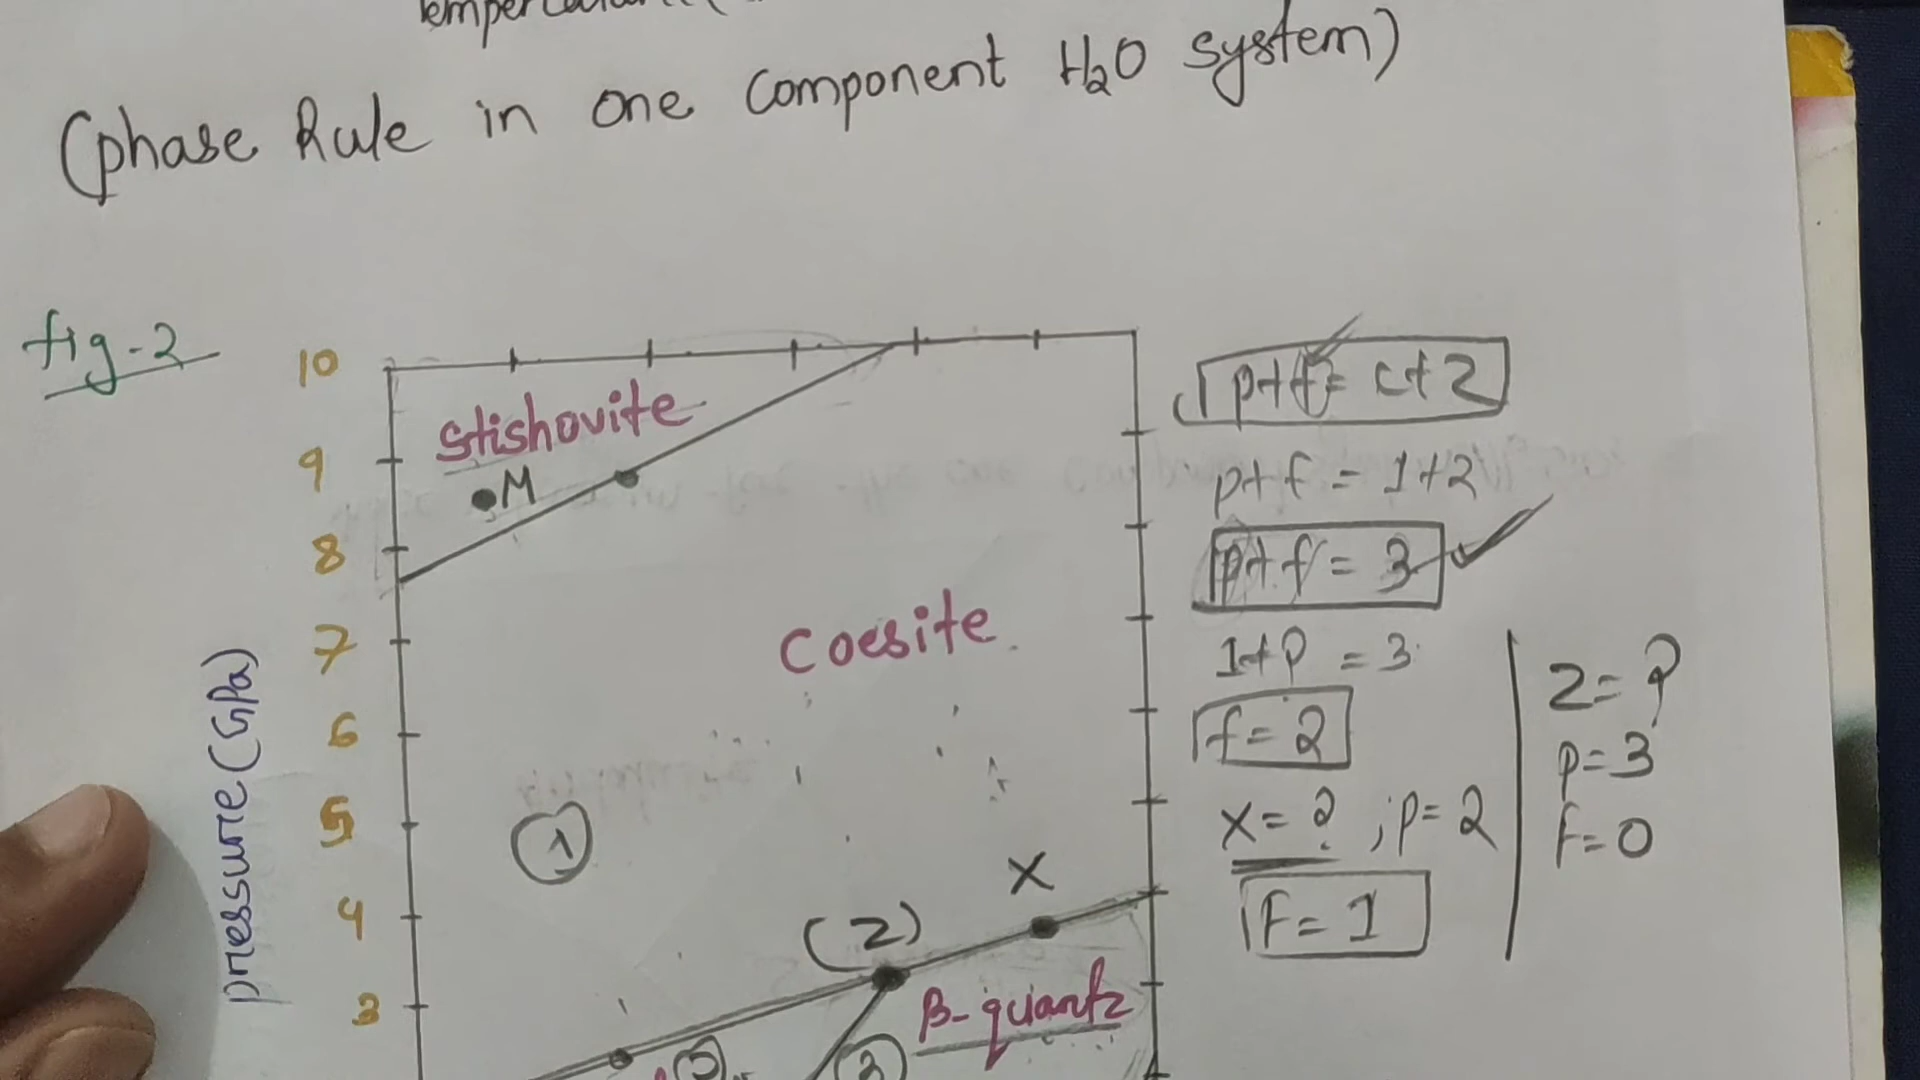 (phase Rule in one component H₂O system)
fig-2
10
9
8
7
6
5
4
3
pressure (GPa)
Stishovite
M
Coesite
1
X
(Z)
β-quartz
2
3
p+f = c+2
p+f = 1+2
p+f = 3
1+P = 3
f = 2
X = ? ; p = 2
F = 1
Z = ?
p = 3
F = 0